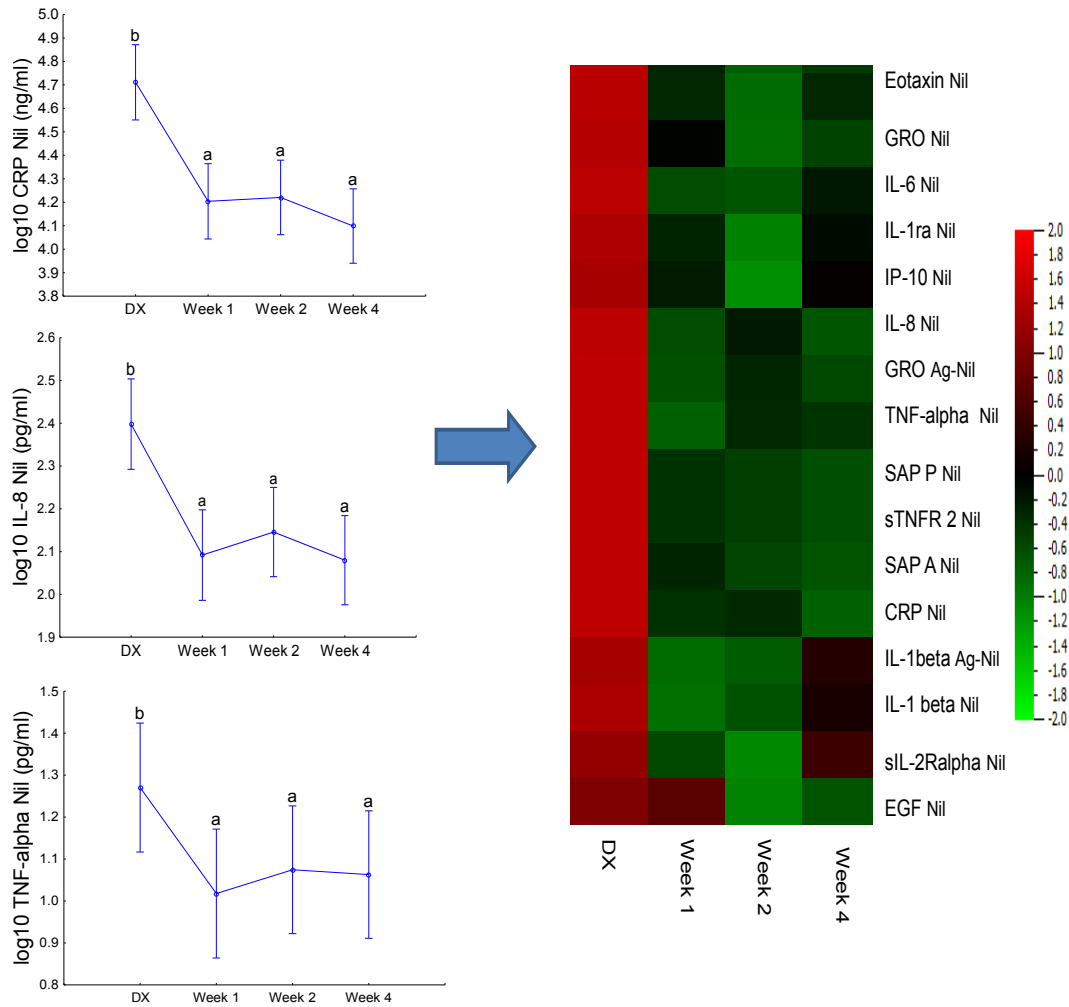 log10 CRP Nil (ng/ml)
5.0
4.9
4.8
4.7
4.6
4.5
4.4
4.3
4.2
4.1
4.0
3.9
3.8
b
a
a
a
DX Week 1 Week 2 Week 4
log10 IL-8 Nil (pg/ml)
2.6
2.5
2.4
2.3
2.2
2.1
2.0
1.9
b
a
a
a
DX Week 1 Week 2 Week 4
log10 TNF-alpha Nil (pg/ml)
1.5
1.4
1.3
1.2
1.1
1.0
0.9
0.8
b
a
a
a
DX Week 1 Week 2 Week 4
Eotaxin Nil
GRO Nil
IL-6 Nil
IL-1ra Nil
IP-10 Nil
IL-8 Nil
GRO Ag-Nil
TNF-alpha Nil
SAP P Nil
sTNFR 2 Nil
SAP A Nil
CRP Nil
IL-1beta Ag-Nil
IL-1 beta Nil
sIL-2Ralpha Nil
EGF Nil
DX
Week 1
Week 2
Week 4
2.0
1.8
1.6
1.4
1.2
1.0
0.8
0.6
0.4
0.2
0.0
-0.2
-0.4
-0.6
-0.8
-1.0
-1.2
-1.4
-1.6
-1.8
-2.0